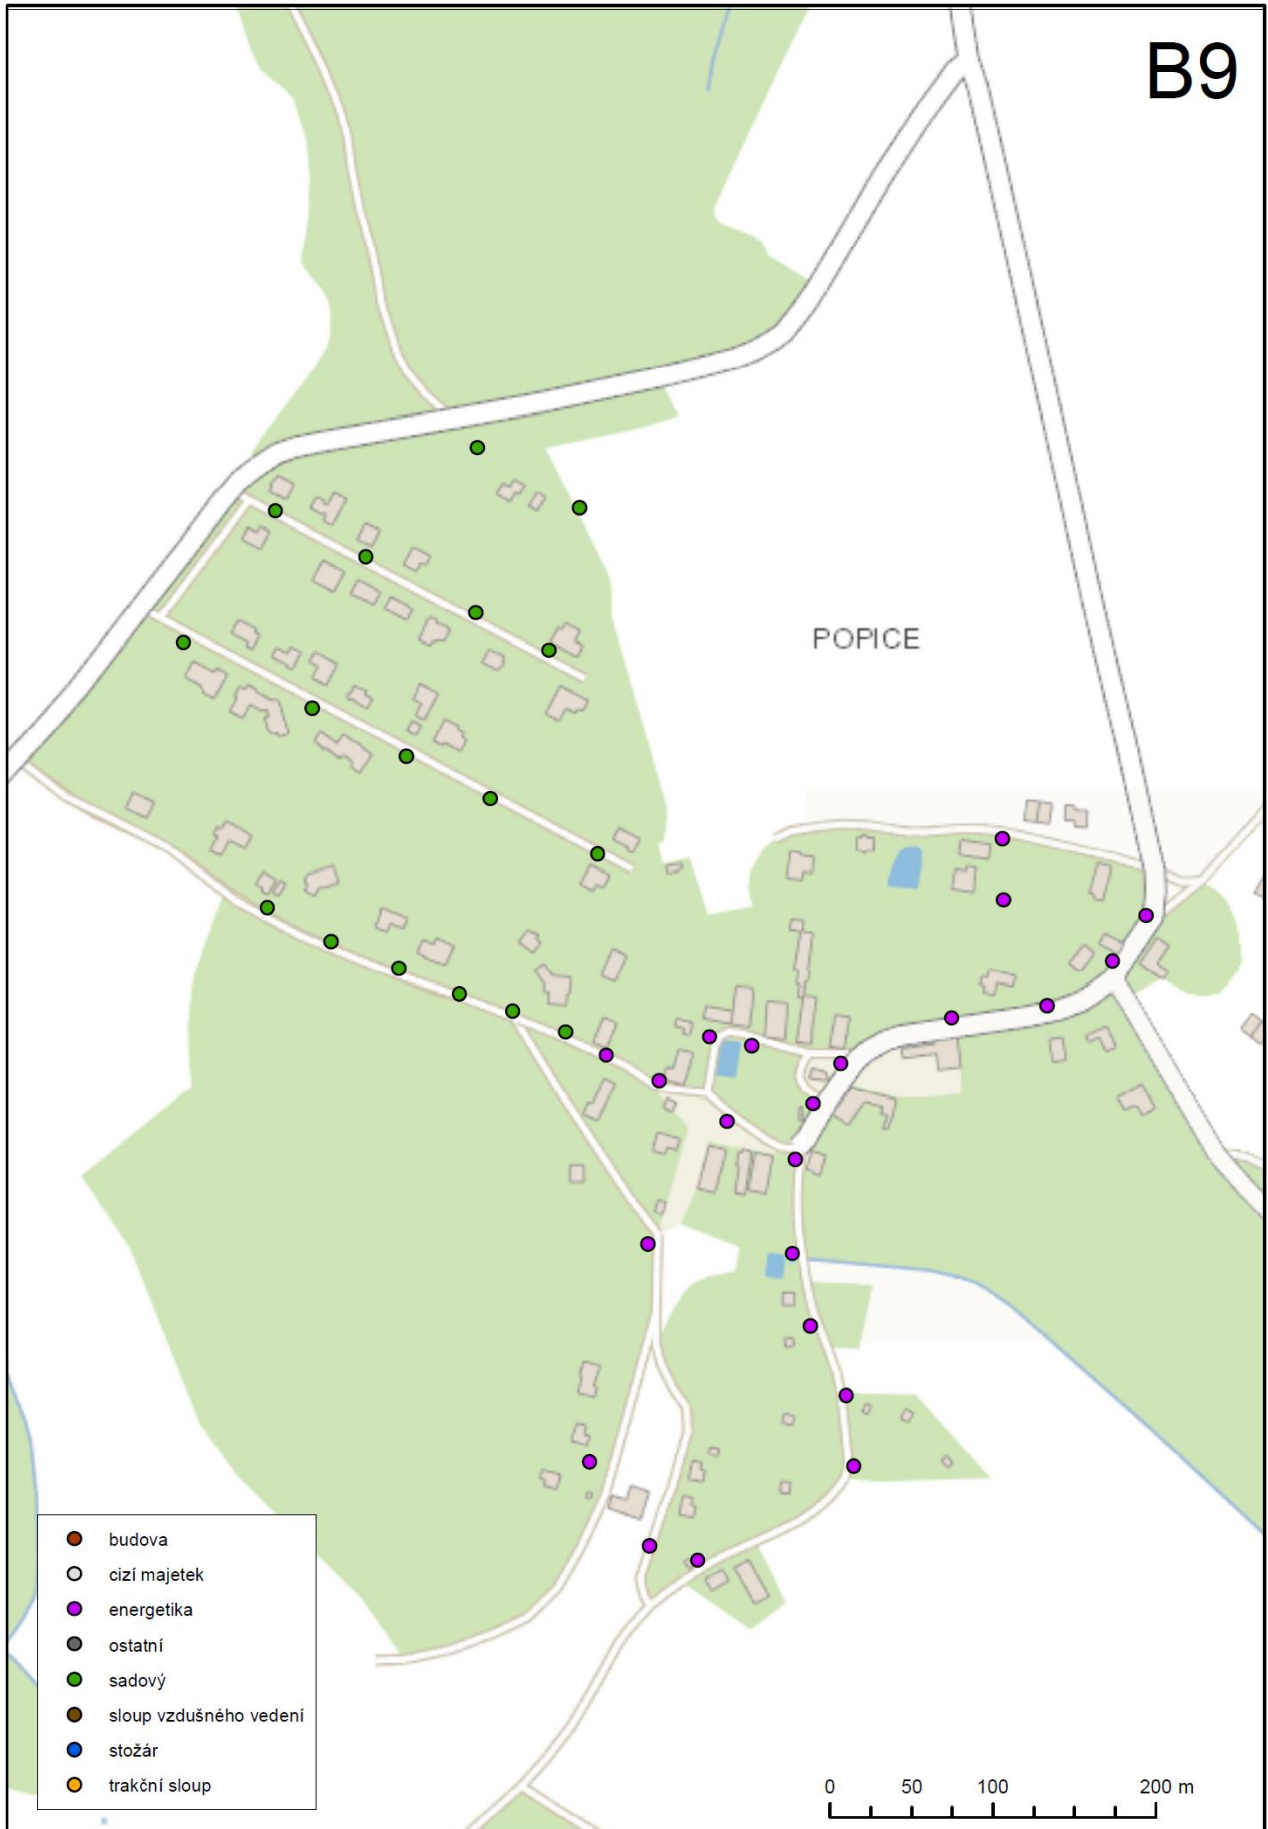 B9
POPICE
budova
cizí majetek
energetika
ostatní
sadový
sloup vzdušného vedení
stožár
trakční sloup
0 50 100 200 m